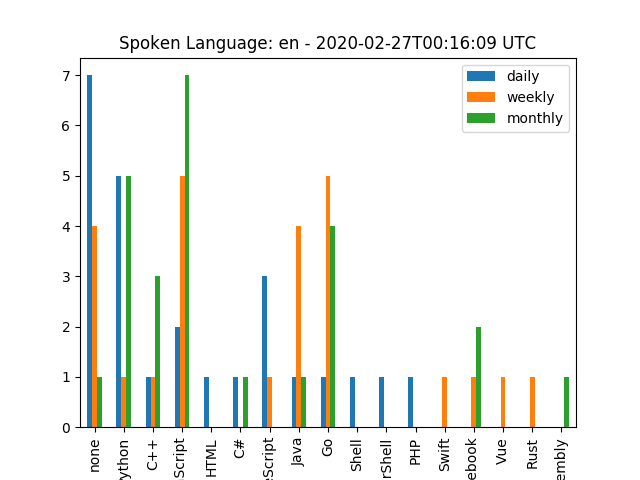 Spoken Language: en - 2020-02-27T00:16:09 UTC
daily
weekly
monthly
7
6
5
4
3
2
1
0
none
ython
C++
Script
HTML
C#
eScript
Java
Go
Shell
rShell
PHP
Swift
ebook
Vue
Rust
embly